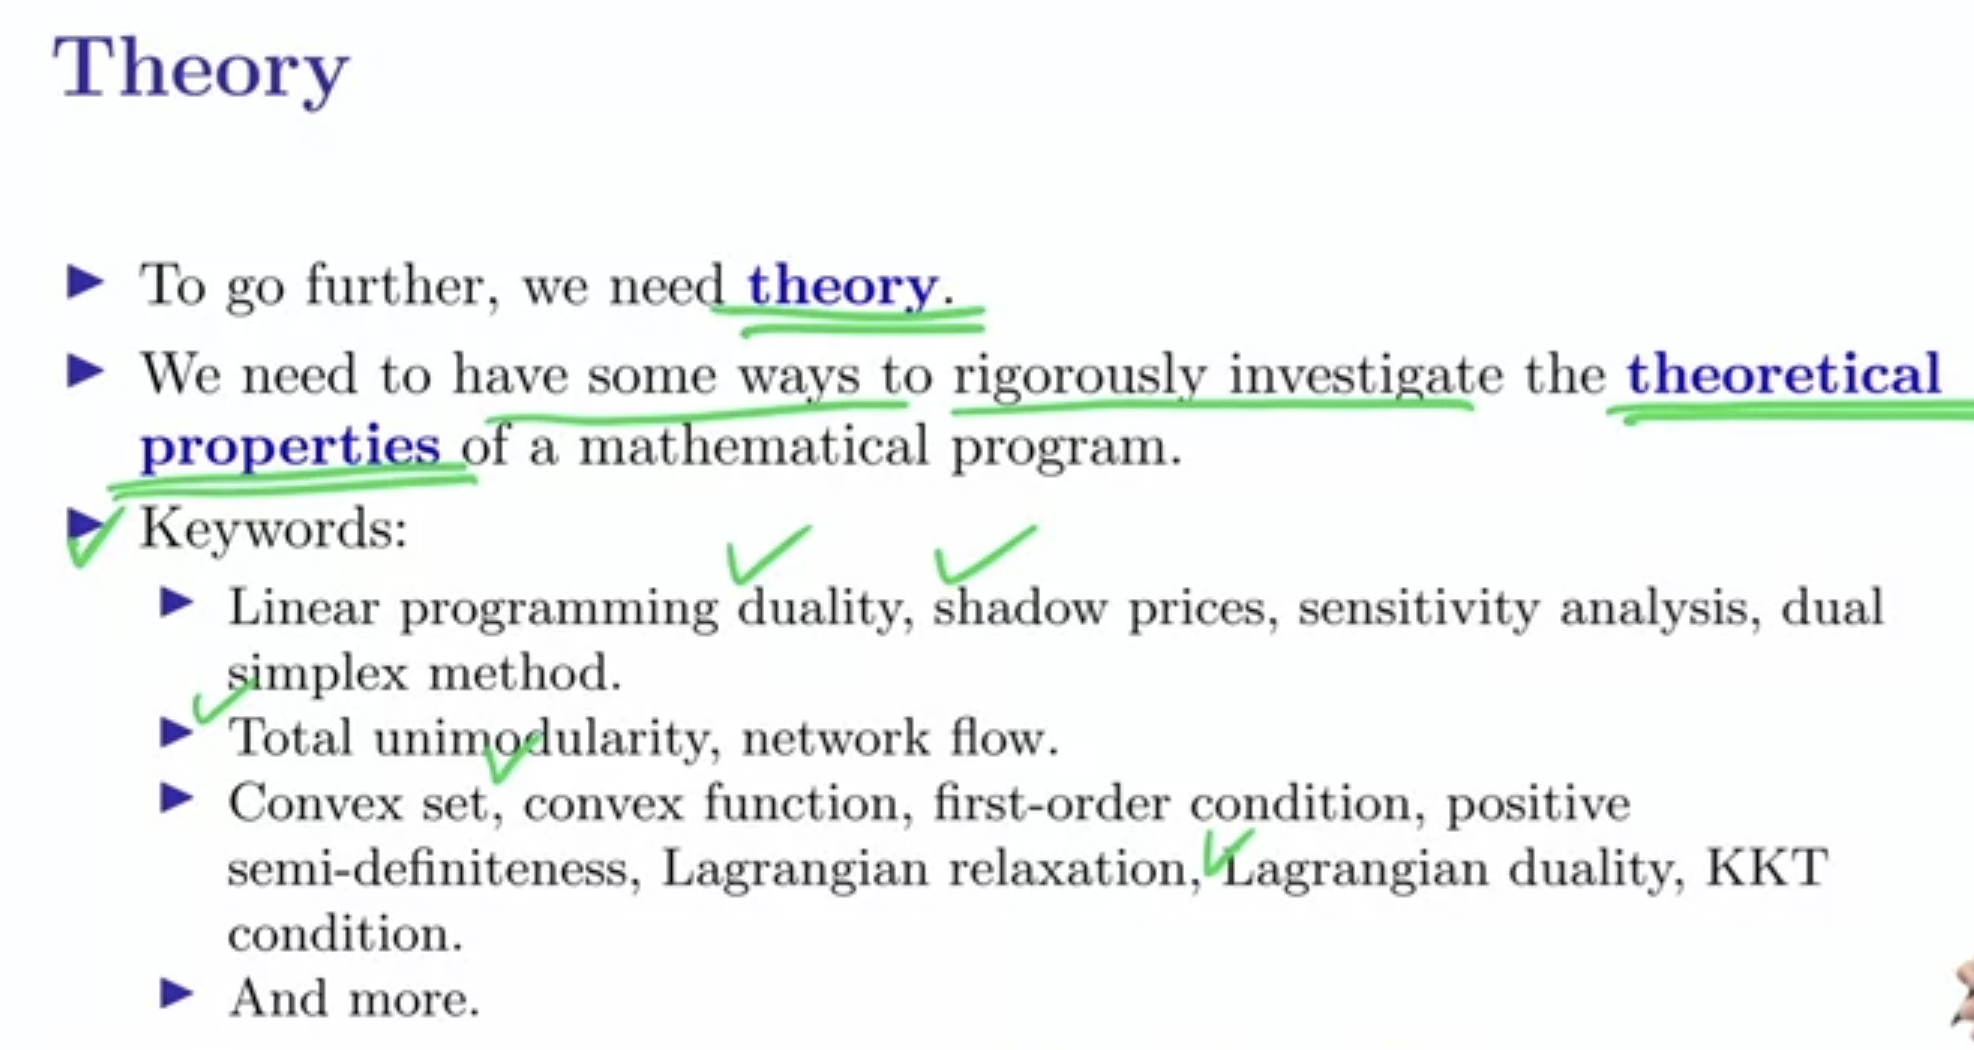 Theory
▶ To go further, we need theory.
▶ We need to have some ways to rigorously investigate the theoretical
properties of a mathematical program.
▶ Keywords:
▶ Linear programming duality, shadow prices, sensitivity analysis, dual
simplex method.
▶ Total unimodularity, network flow.
▶ Convex set, convex function, first-order condition, positive
semi-definiteness, Lagrangian relaxation, Lagrangian duality, KKT
condition.
▶ And more.